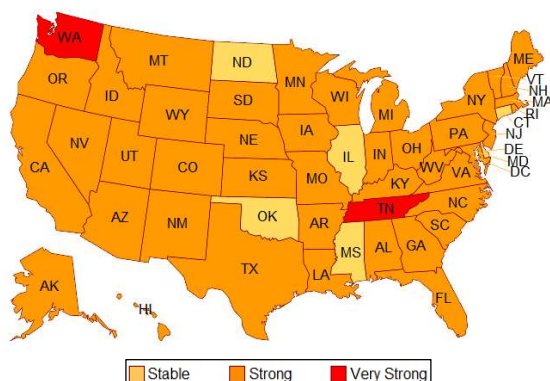 WA
MT
ND
MN
ME
VT
NH
MA
RI
CT
NJ
DE
MD
DC
OR
ID
WY
SD
WI
MI
NY
PA
NV
UT
CO
NE
IA
IL
IN
OH
WV
VA
CA
AZ
NM
KS
MO
KY
NC
TN
OK
AR
SC
MS
AL
GA
TX
LA
FL
AK
HI
Stable Strong Very Strong